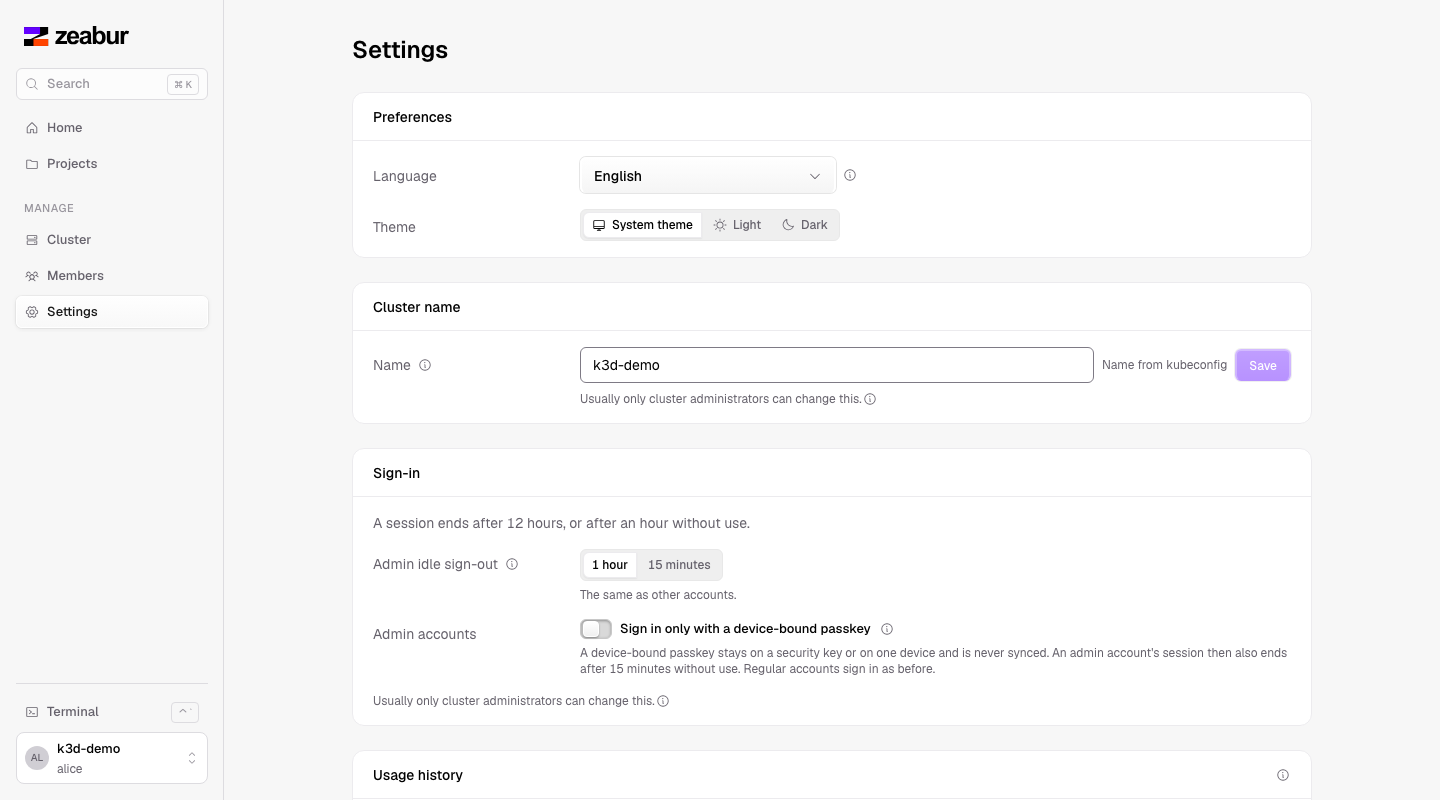 zeabur
Search
⌘ K
Home
Projects
MANAGE
Cluster
Members
Settings
Terminal
^ `
AL
k3d-demo
alice
Settings
Preferences
Language
English
Theme
System theme
Light
Dark
Cluster name
Name
k3d-demo
Name from kubeconfig
Save
Usually only cluster administrators can change this.
Sign-in
A session ends after 12 hours, or after an hour without use.
Admin idle sign-out
1 hour
15 minutes
The same as other accounts.
Admin accounts
Sign in only with a device-bound passkey
A device-bound passkey stays on a security key or on one device and is never synced. An admin account's session then also ends
after 15 minutes without use. Regular accounts sign in as before.
Usually only cluster administrators can change this.
Usage history